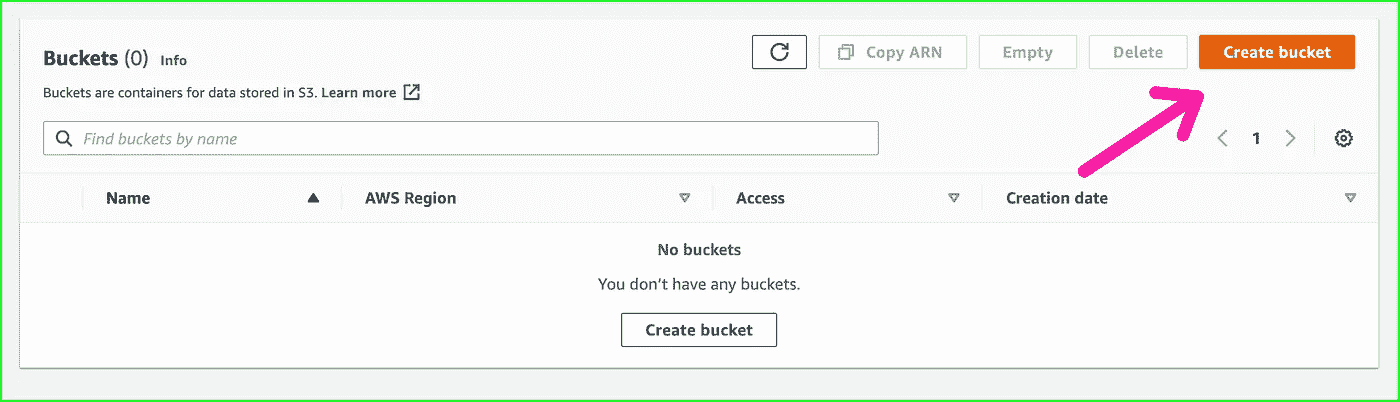 Buckets (0) Info
Copy ARN Empty Delete Create bucket
Buckets are containers for data stored in S3. Learn more
Find buckets by name
1
Name AWS Region Access Creation date
No buckets
You don't have any buckets.
Create bucket